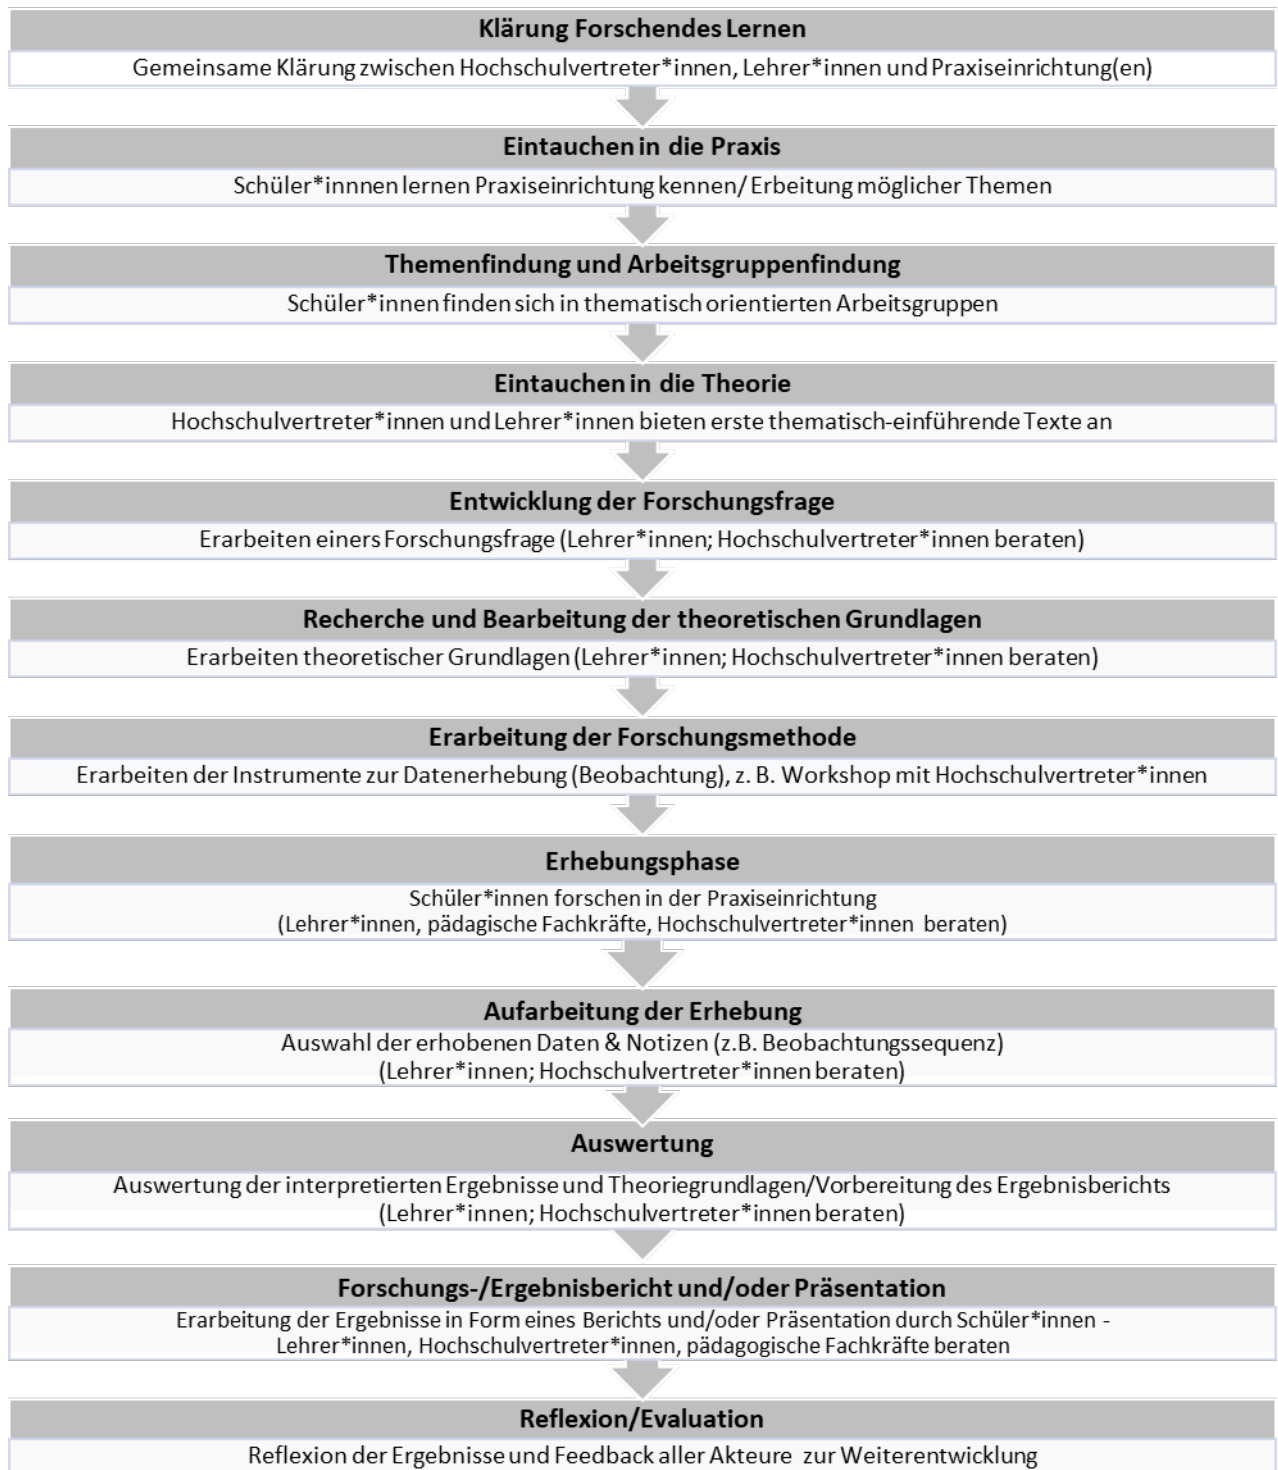 Klärung Forschendes Lernen
Gemeinsame Klärung zwischen Hochschulvertreter*innen, Lehrer*innen und Praxiseinrichtung(en)
Eintauchen in die Praxis
Schüler*innnen lernen Praxiseinrichtung kennen/ Erbeitung möglicher Themen
Themenfindung und Arbeitsgruppenfindung
Schüler*innen finden sich in thematisch orientierten Arbeitsgruppen
Eintauchen in die Theorie
Hochschulvertreter*innen und Lehrer*innen bieten erste thematisch-einführende Texte an
Entwicklung der Forschungsfrage
Erarbeiten einers Forschungsfrage (Lehrer*innen; Hochschulvertreter*innen beraten)
Recherche und Bearbeitung der theoretischen Grundlagen
Erarbeiten theoretischer Grundlagen (Lehrer*innen; Hochschulvertreter*innen beraten)
Erarbeitung der Forschungsmethode
Erarbeiten der Instrumente zur Datenerhebung (Beobachtung), z. B. Workshop mit Hochschulvertreter*innen
Erhebungsphase
Schüler*innen forschen in der Praxiseinrichtung
(Lehrer*innen, pädagische Fachkräfte, Hochschulvertreter*innen beraten)
Aufarbeitung der Erhebung
Auswahl der erhobenen Daten & Notizen (z.B. Beobachtungssequenz)
(Lehrer*innen; Hochschulvertreter*innen beraten)
Auswertung
Auswertung der interpretierten Ergebnisse und Theoriegrundlagen/Vorbereitung des Ergebnisberichts
(Lehrer*innen; Hochschulvertreter*innen beraten)
Forschungs-/Ergebnisbericht und/oder Präsentation
Erarbeitung der Ergebnisse in Form eines Berichts und/oder Präsentation durch Schüler*innen -
Lehrer*innen, Hochschulvertreter*innen, pädagogische Fachkräfte beraten
Reflexion/Evaluation
Reflexion der Ergebnisse und Feedback aller Akteure zur Weiterentwicklung